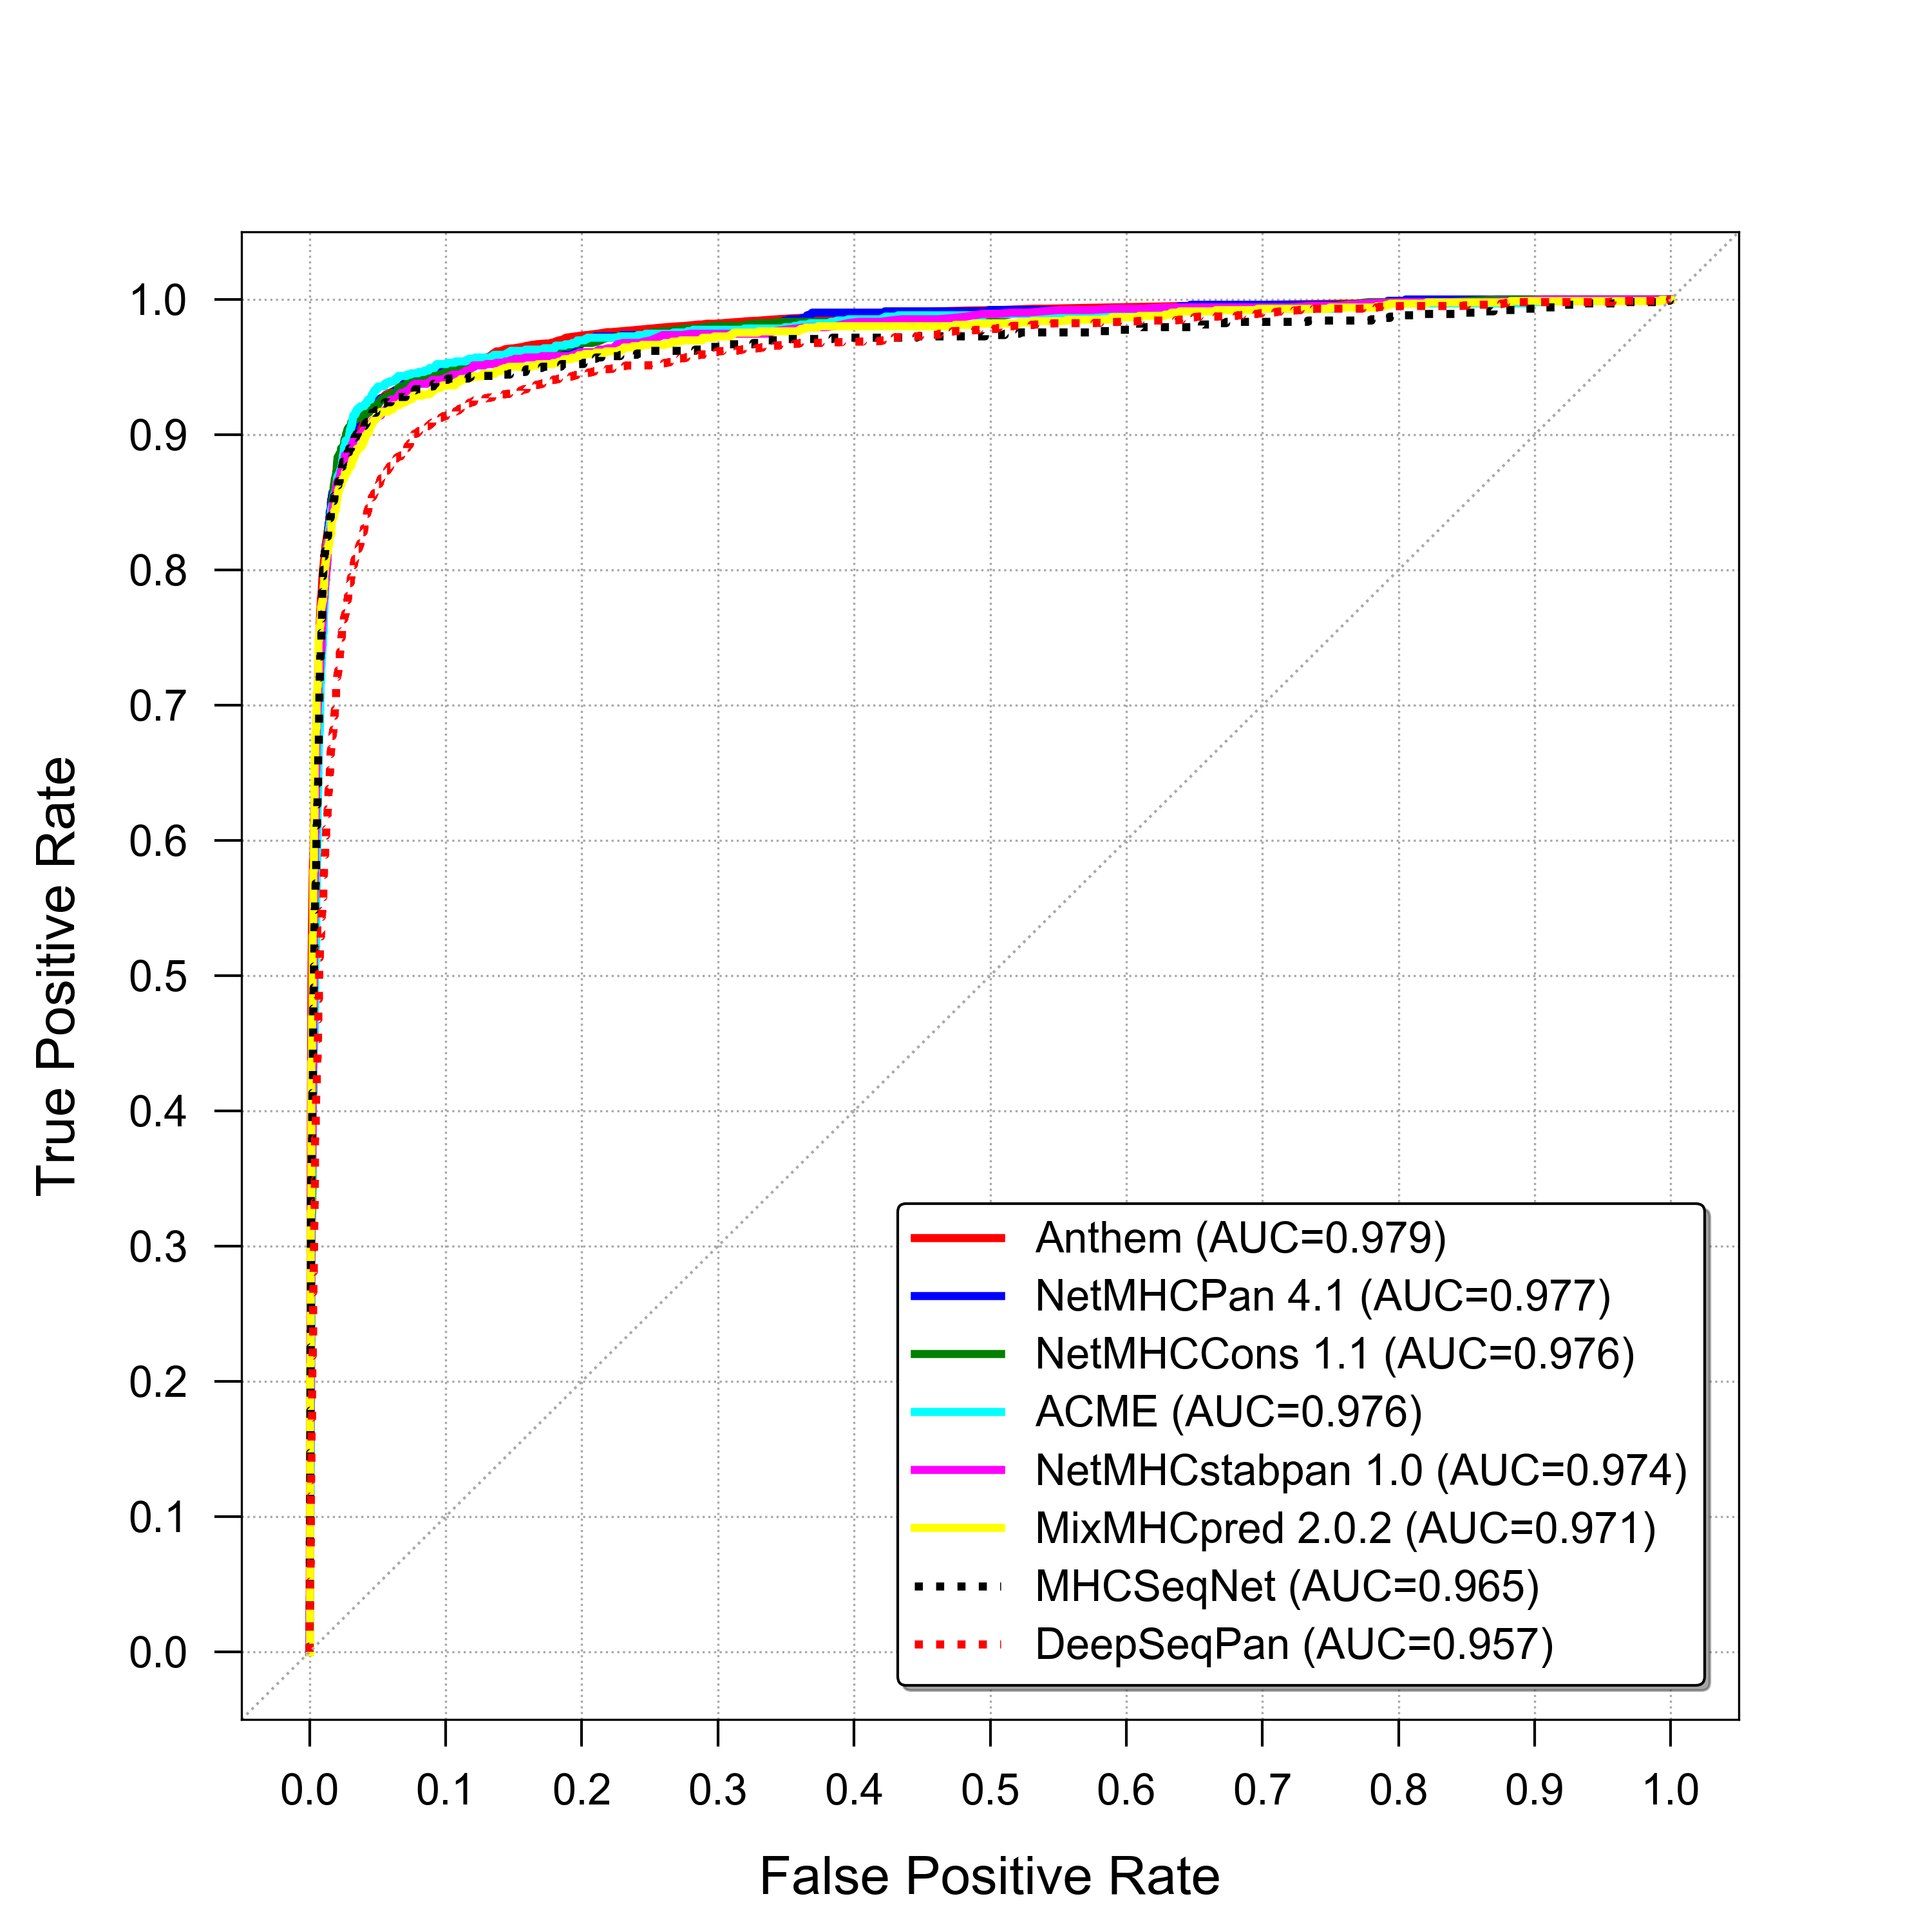 1.0
0.9
0.8
0.7
0.6
0.5
0.4
0.3
0.2
0.1
0.0
True Positive Rate
Anthem (AUC=0.979)
NetMHCPan 4.1 (AUC=0.977)
NetMHCCons 1.1 (AUC=0.976)
ACME (AUC=0.976)
NetMHCstabpan 1.0 (AUC=0.974)
MixMHCpred 2.0.2 (AUC=0.971)
MHCSeqNet (AUC=0.965)
DeepSeqPan (AUC=0.957)
0.0 0.1 0.2 0.3 0.4 0.5 0.6 0.7 0.8 0.9 1.0
False Positive Rate